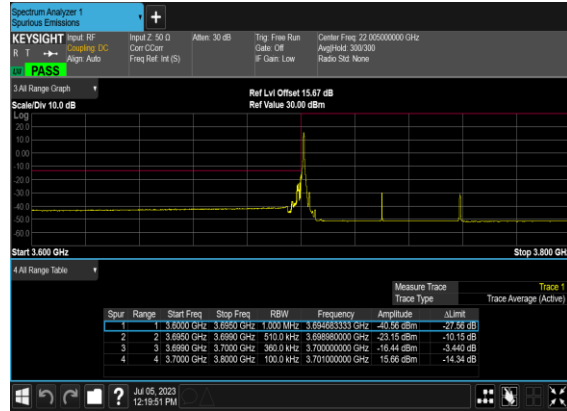 Spectrum Analyzer 1
Spurious Emissions
KEYSIGHT Input: RF Input Z: 50 Ω Atten: 30 dB Trig: Free Run Center Freq: 22.005000000 GHz
R T Coupling: DC Corr CCorr Gate: Off Avg|Hold: 300/300
Align: Auto Freq Ref: Int (S) IF Gain: Low Radio Std: None
PASS
3 All Range Graph
Ref Lvl Offset 15.67 dB
Scale/Div 10.0 dB Ref Value 30.00 dBm
Log
20.0
10.0
0.00
-10.0
-20.0
-30.0
-40.0
-50.0
-60.0
Start 3.600 GHz Stop 3.800 GH
4 All Range Table
Measure Trace Trace 1
Trace Type Trace Average (Active)
Spur Range Start Freq Stop Freq RBW Frequency Amplitude ΔLimit
1 1 3.6000 GHz 3.6950 GHz 1.000 MHz 3.694683333 GHz -40.56 dBm -27.56 dB
2 2 3.6950 GHz 3.6990 GHz 510.0 kHz 3.698980000 GHz -23.15 dBm -10.15 dB
3 3 3.6990 GHz 3.7000 GHz 360.0 kHz 3.700000000 GHz -16.44 dBm -3.440 dB
4 4 3.7000 GHz 3.8000 GHz 100.0 kHz 3.701000000 GHz 15.66 dBm -14.34 dB
? Jul 05, 2023
12:19:51 PM